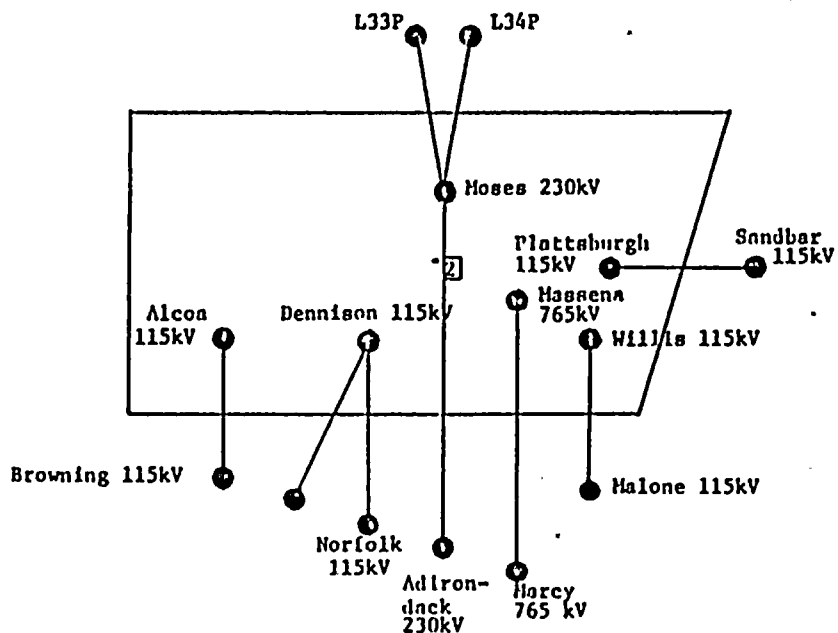 L33P
L34P
Moses 230kV
2
Plattsburgh
115kV
Sandbar
115kV
Massena
765kV
Alcoa
115kV
Dennison 115kV
Willis 115kV
Browning 115kV
Malone 115kV
Norfolk
115kV
Adiron-
dack
230kV
Marcy
765 kV